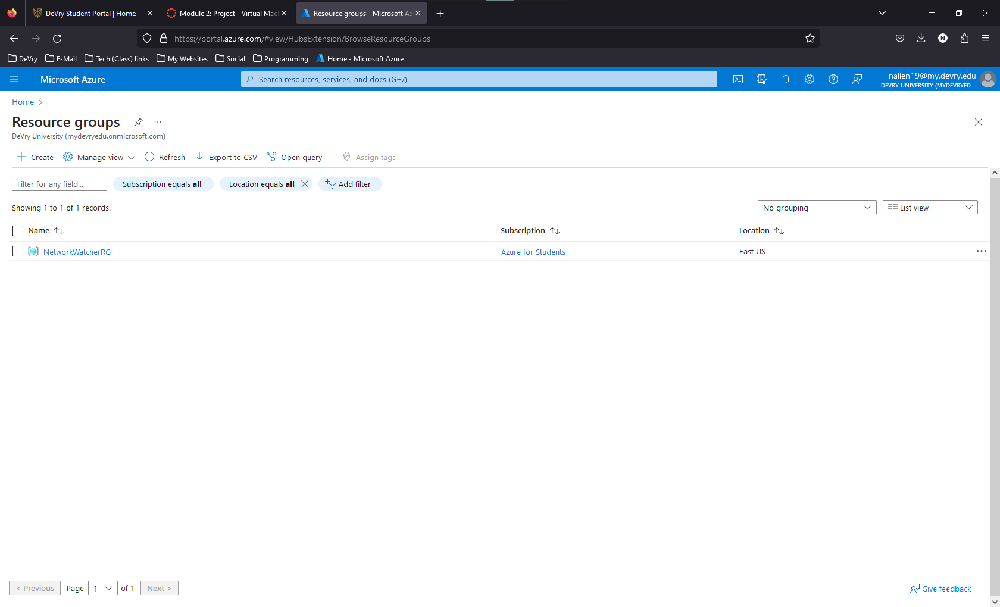 DeVry Student Portal | Home
Module 2: Project - Virtual Mac
Resource groups - Microsoft Az
https://portal.azure.com/#view/HubsExtension/BrowseResourceGroups
N
DeVry E-Mail Tech (Class) links My Websites Social Programming Home - Microsoft Azure
Microsoft Azure
Search resources, services, and docs (G+/)
nallen19@my.devry.edu
DEVRY UNIVERSITY (MYDEVRYED...
Home
Resource groups
DeVry University (mydevryedu.onmicrosoft.com)
Create Manage view Refresh Export to CSV Open query Assign tags
Filter for any field... Subscription equals all Location equals all Add filter
Showing 1 to 1 of 1 records.
No grouping List view
Name Subscription Location
NetworkWatcherRG Azure for Students East US
< Previous Page 1 of 1 Next >
Give feedback